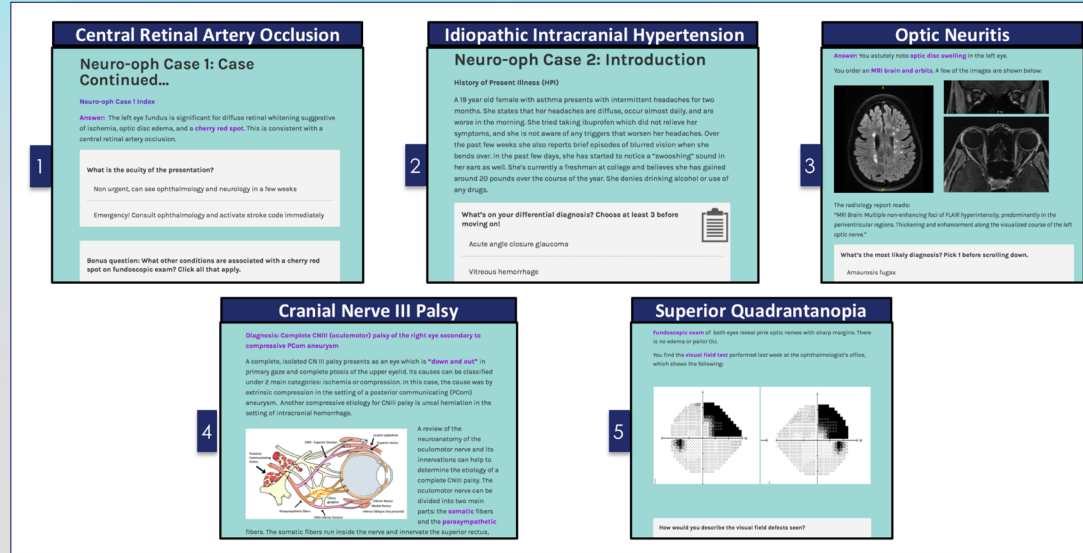 Central Retinal Artery Occlusion
Neuro-oph Case 1: Case
Continued...
Neuro-oph Case 1 Index
Answer: The left eye fundus is significant for diffuse retinal whitening suggestive
of ischemia, optic disc edema, and a cherry red spot. This is consistent with a
central retinal artery occlusion.
1
What is the acuity of the presentation?
Non urgent, can see ophthalmology and neurology in a few weeks
Emergency! Consult ophthalmology and activate stroke code immediately
Bonus question: What other conditions are associated with a cherry red
spot on fundoscopic exam? Click all that apply.
Idiopathic Intracranial Hypertension
Neuro-oph Case 2: Introduction
History of Present Illness (HPI)
A 19 year old female with asthma presents with intermittent headaches for two
months. She states that her headaches are diffuse, occur almost daily, and are
worse in the morning. She tried taking ibuprofen which did not relieve her
symptoms, and she is not aware of any triggers that worsen her headaches. Over
the past few weeks she also reports brief episodes of blurred vision when she
bends over. In the past few days, she has started to notice a "swooshing" sound in
her ears as well. She's currently a freshman at college and believes she has gained
around 20 pounds over the course of the year. She denies drinking alcohol or use of
any drugs.
2
What's on your differential diagnosis? Choose at least 3 before
moving on!
Acute angle closure glaucoma
Vitreous hemorrhage
Optic Neuritis
Answer: You astutely note optic disc swelling in the left eye.
You order an MRI brain and orbits. A few of the images are shown below:
3
The radiology report reads:
"MRI Brain: Multiple non-enhancing foci of FLAIR hyperintensity, predominantly in the
periventricular regions. Thickening and enhancement along the visualized course of the left
optic nerve."
What's the most likely diagnosis? Pick 1 before scrolling down.
Amaurosis fugax
Cranial Nerve III Palsy
Diagnosis: Complete CNIII (oculomotor) palsy of the right eye secondary to
compressive PCom aneurysm
A complete, isolated CN III palsy presents as an eye which is "down and out" in
primary gaze and complete ptosis of the upper eyelid. Its causes can be classified
under 2 main categories: ischemia or compression. In this case, the cause was by
extrinsic compression in the setting of a posterior communicating (PCom)
aneurysm. Another compressive etiology for CNIII palsy is uncal herniation in the
setting of intracranial hemorrhage.
4
Levator palpebrae
Superior rectus
CNIII - Superior Division
Posterior
Communicating
Artery
Ciliary
ganglion
Parasympathetic fibers
CNIII-Inferior Division
Inferior Rectus
Medial Rectus
Inferior Oblique (not pictured)
A review of the
neuroanatomy of the
oculomotor nerve and its
innervations can help to
determine the etiology of a
complete CNIII palsy. The
oculomotor nerve can be
divided into two main
parts: the somatic fibers
and the parasympathetic
fibers. The somatic fibers run inside the nerve and innervate the superior rectus,
Superior Quadrantanopia
Fundoscopic exam of both eyes reveal pink optic nerves with sharp margins. There
is no edema or pallor OU.
You find the visual field test performed last week at the ophthalmologist's office,
which shows the following:
5
How would you describe the visual field defects seen?